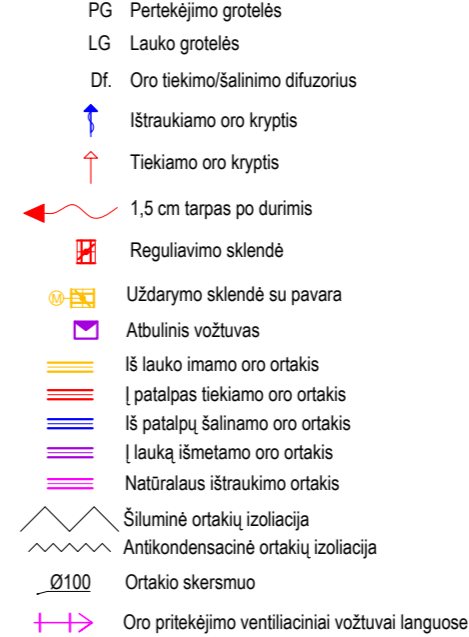 PG Pertekėjimo grotelės
LG Lauko grotelės
Df. Oro tiekimo/šalinimo difuzorius
Ištraukiamo oro kryptis
Tiekiamo oro kryptis
1,5 cm tarpas po durimis
Reguliavimo sklendė
M Uždarymo sklendė su pavara
Atbulinis vožtuvas
Iš lauko imamo oro ortakis
Į patalpas tiekiamo oro ortakis
Iš patalpų šalinamo oro ortakis
Į lauką išmetamo oro ortakis
Natūralaus ištraukimo ortakis
Šiluminė ortakių izoliacija
Antikondensacinė ortakių izoliacija
Ø100 Ortakio skersmuo
Oro pritekėjimo ventiliaciniai vožtuvai languose